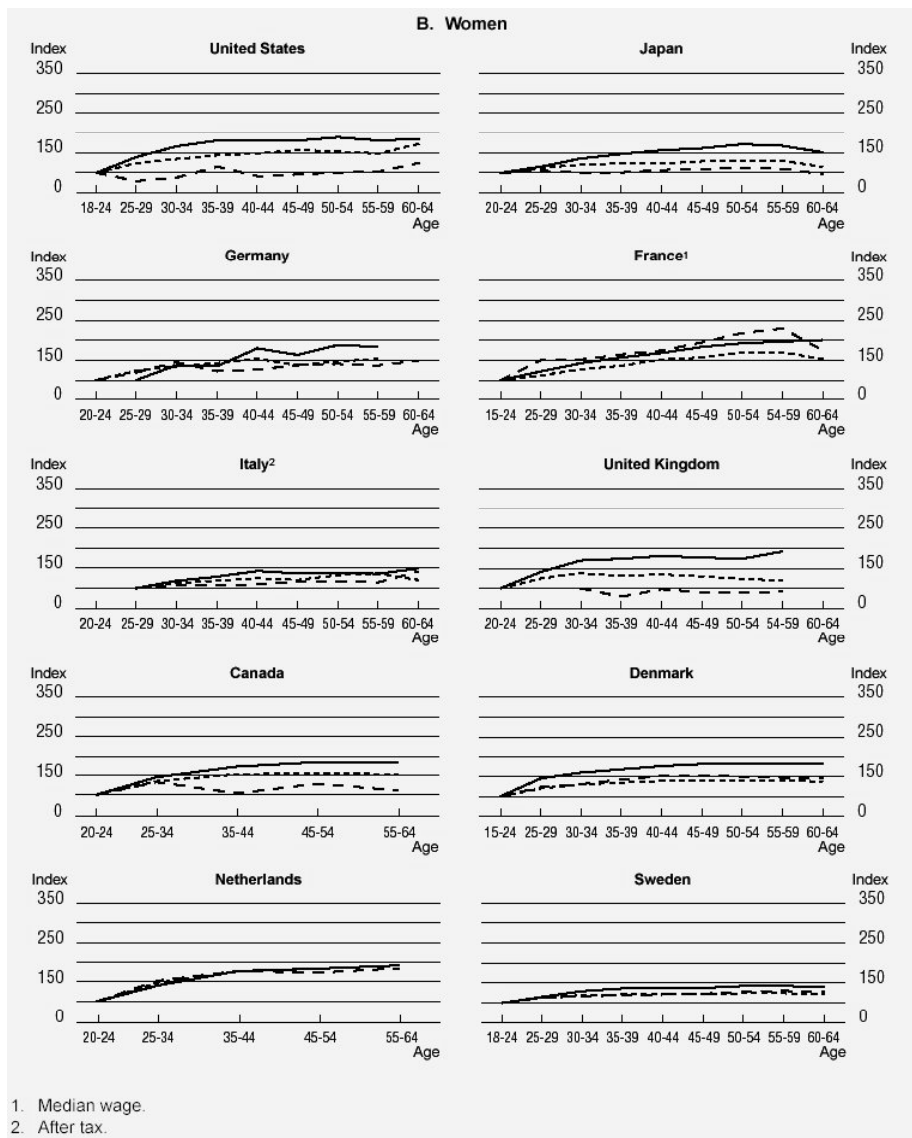 B. Women
Index United States Japan Index
350 350
250 250
150 150
0 0
18-24 25-29 30-34 35-39 40-44 45-49 50-54 55-59 60-64 20-24 25-29 30-34 35-39 40-44 45-49 50-54 55-59 60-64
Age Age
Index Germany France1 Index
350 350
250 250
150 150
0 0
20-24 25-29 30-34 35-39 40-44 45-49 50-54 55-59 60-64 15-24 25-29 30-34 35-39 40-44 45-49 50-54 54-59 60-64
Age Age
Index Italy2 United Kingdom Index
350 350
250 250
150 150
0 0
20-24 25-29 30-34 35-39 40-44 45-49 50-54 55-59 60-64 20-24 25-29 30-34 35-39 40-44 45-49 50-54 54-59 60-64
Age Age
Index Canada Denmark Index
350 350
250 250
150 150
0 0
20-24 25-34 35-44 45-54 55-64 15-24 25-29 30-34 35-39 40-44 45-49 50-54 55-59 60-64
Age Age
Index Netherlands Sweden Index
350 350
250 250
150 150
0 0
20-24 25-34 35-44 45-54 55-64 18-24 25-29 30-34 35-39 40-44 45-49 50-54 55-59 60-64
Age Age
1. Median wage.
2. After tax.